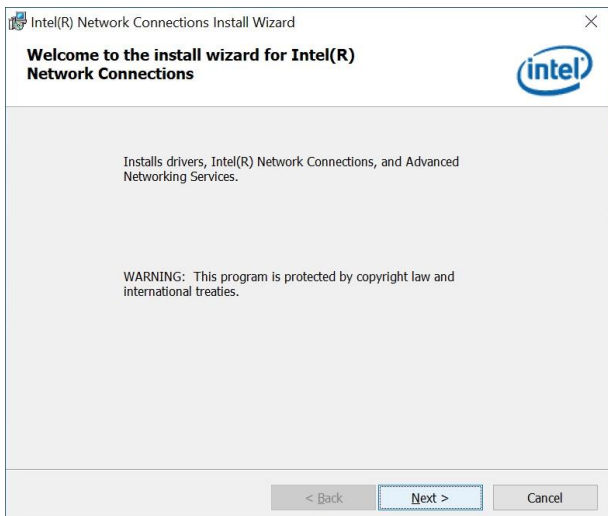 Intel(R) Network Connections Install Wizard
Welcome to the install wizard for Intel(R)
Network Connections
intel
Installs drivers, Intel(R) Network Connections, and Advanced
Networking Services.
WARNING: This program is protected by copyright law and
international treaties.
< Back
Next >
Cancel